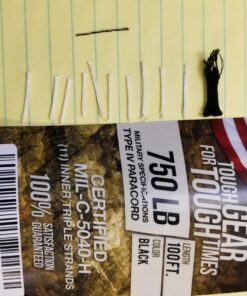 TOUGH GEAR
FOR TOUGH TIMES
750 LB
MILITARY SPECIFICATIONS
TYPE IV PARACORD
LENGTH
100FT.
COLOR
BLACK
CERTIFIED
MIL-C-5040-H
(11) INNER TRIPLE STRANDS
100% SATISFACTION
GUARANTEED